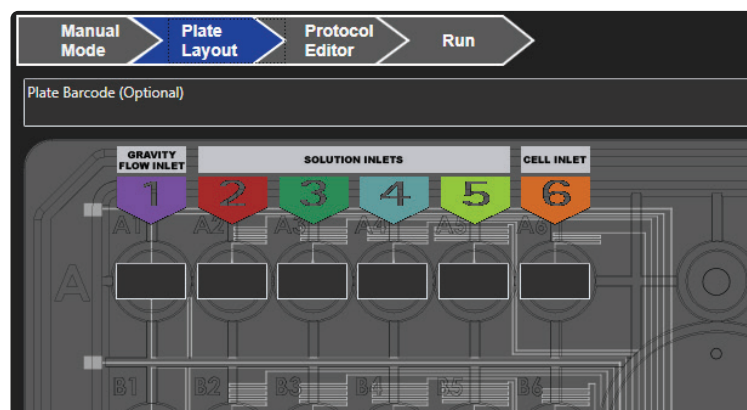 Manual
Mode
Plate
Layout
Protocol
Editor
Run
Plate Barcode (Optional)
GRAVITY
FLOW INLET
SOLUTION INLETS
CELL INLET
1 2 3 4 5 6
A1 A2 A3 A4 A5 A6
A
B1 B2 B3 B4 B5 B6